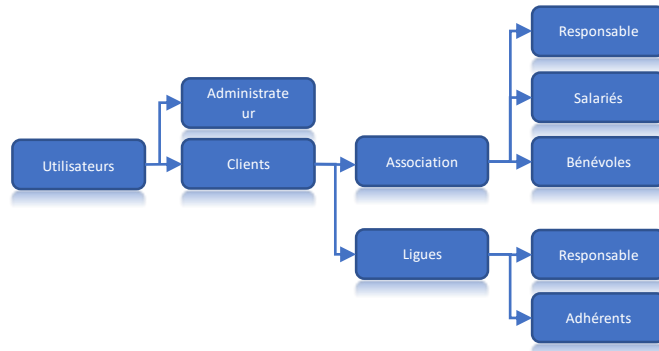 Responsable
Administrate
ur
Salariés
Utilisateurs
Clients
Association
Bénévoles
Ligues
Responsable
Adhérents